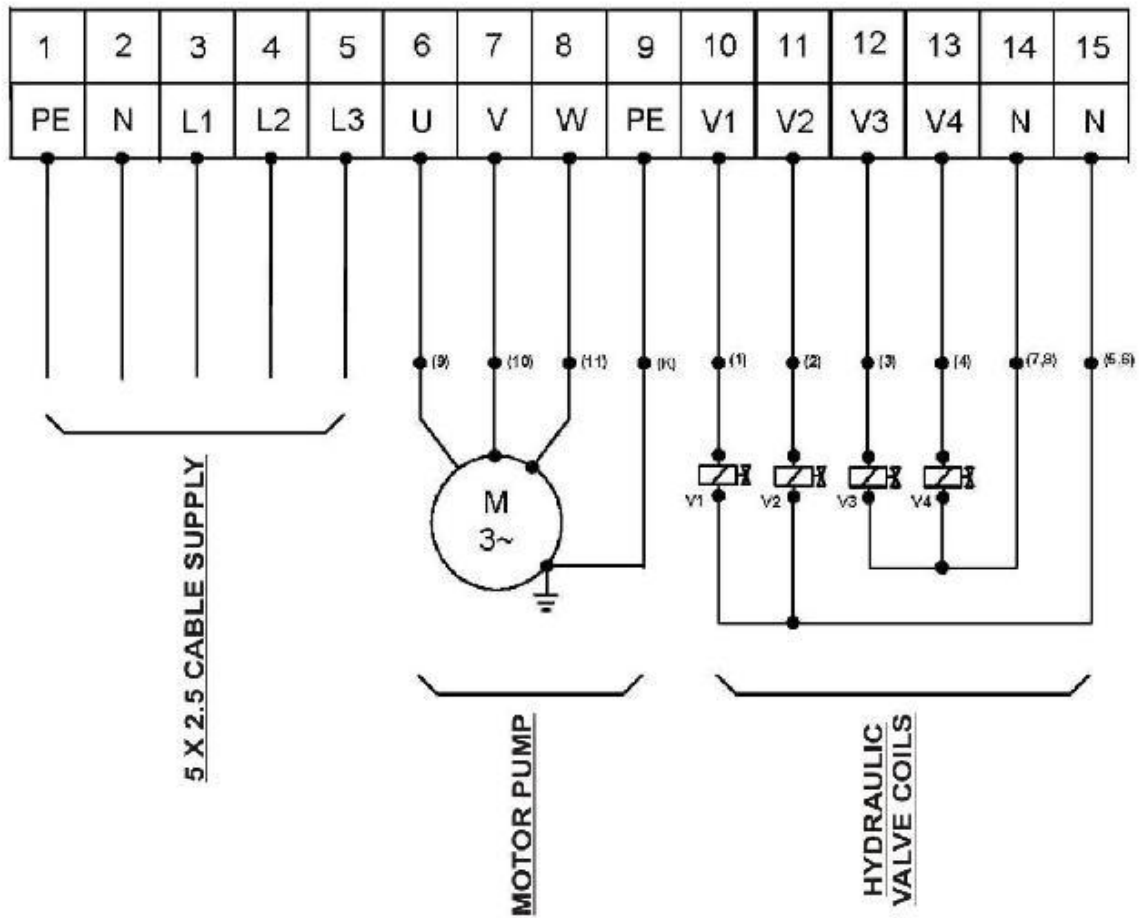 1 2 3 4 5 6 7 8 9 10 11 12 13 14 15
PE N L1 L2 L3 U V W PE V1 V2 V3 V4 N N
(9) (10) (11) (K) (1) (2) (3) (4) (7,8) (5,6)
M
3~
V1 V2 V3 V4
5 X 2.5 CABLE SUPPLY
MOTOR PUMP
HYDRAULIC
VALVE COILS